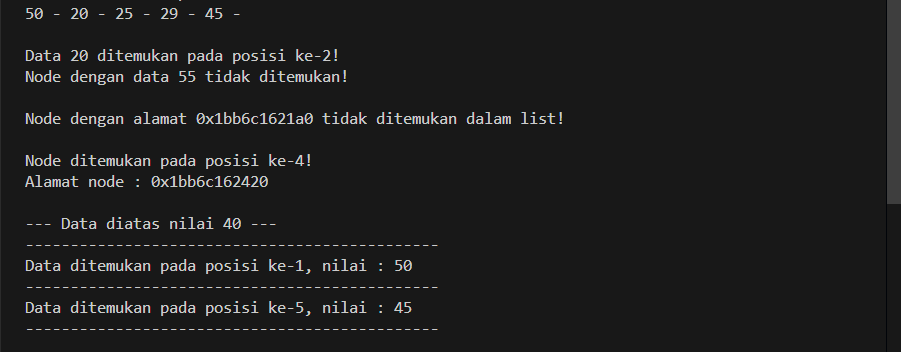 50 - 20 - 25 - 29 - 45 -
Data 20 ditemukan pada posisi ke-2!
Node dengan data 55 tidak ditemukan!
Node dengan alamat 0x1bb6c1621a0 tidak ditemukan dalam list!
Node ditemukan pada posisi ke-4!
Alamat node : 0x1bb6c162420
--- Data diatas nilai 40 ---
----------------------------------------------
Data ditemukan pada posisi ke-1, nilai : 50
----------------------------------------------
Data ditemukan pada posisi ke-5, nilai : 45
----------------------------------------------